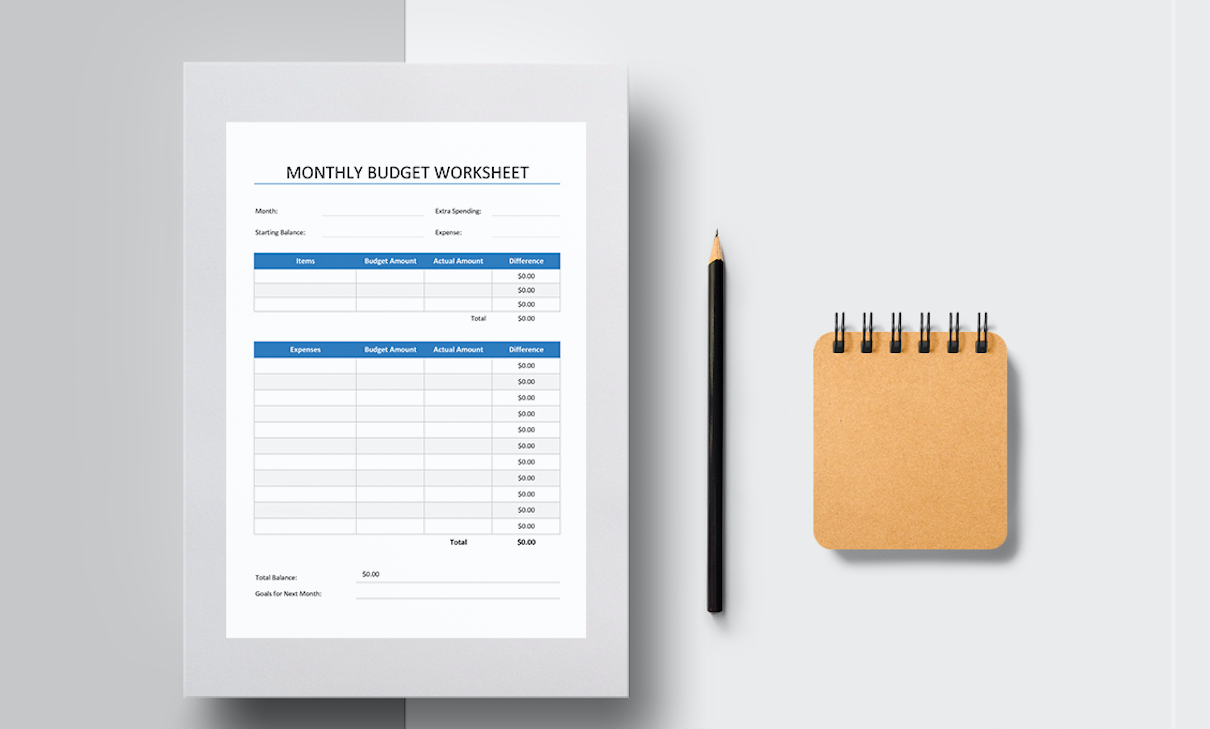 MONTHLY BUDGET WORKSHEET
Month: Extra Spending:
Starting Balance: Expense:
Items Budget Amount Actual Amount Difference
$0.00
$0.00
$0.00
Total $0.00
Expenses Budget Amount Actual Amount Difference
$0.00
$0.00
$0.00
$0.00
$0.00
$0.00
$0.00
$0.00
$0.00
$0.00
$0.00
Total $0.00
Total Balance: $0.00
Goals for Next Month: